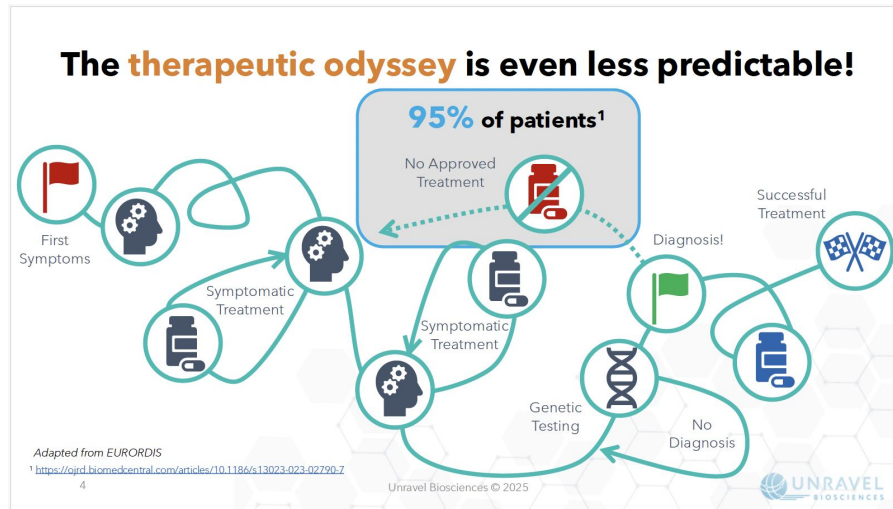 The therapeutic odyssey is even less predictable!
95% of patients¹
No Approved
Treatment
First
Symptoms
Symptomatic
Treatment
Symptomatic
Treatment
Diagnosis!
Successful
Treatment
Genetic
Testing
No
Diagnosis
Adapted from EURORDIS
¹ https://ojrd.biomedcentral.com/articles/10.1186/s13023-023-02790-7
4
Unravel Biosciences © 2025
UNRAVEL
BIOSCIENCES